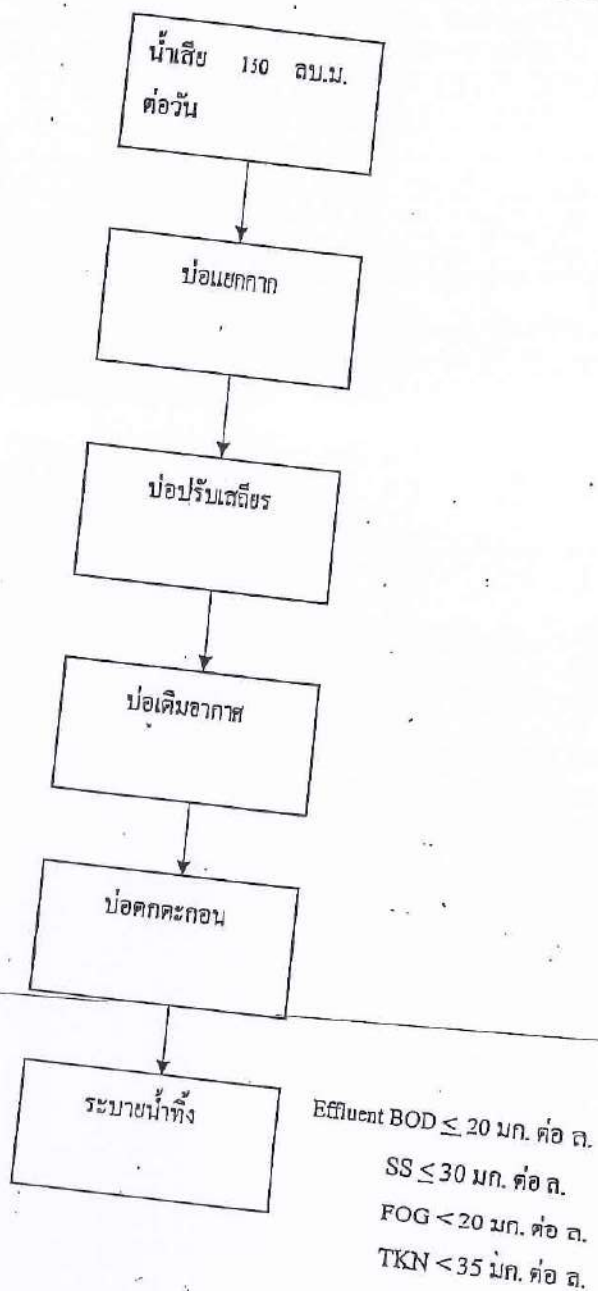 น้ำเสีย 150 ลบ.ม.
ต่อวัน
บ่อแยกกาก
บ่อปรับเสถียร
บ่อเติมอากาศ
บ่อตกตะกอน
ระบายน้ำทิ้ง
Effluent BOD ≤ 20 มก. ต่อ ล.
SS ≤ 30 มก. ต่อ ล.
FOG < 20 มก. ต่อ ล.
TKN < 35 มก. ต่อ ล.